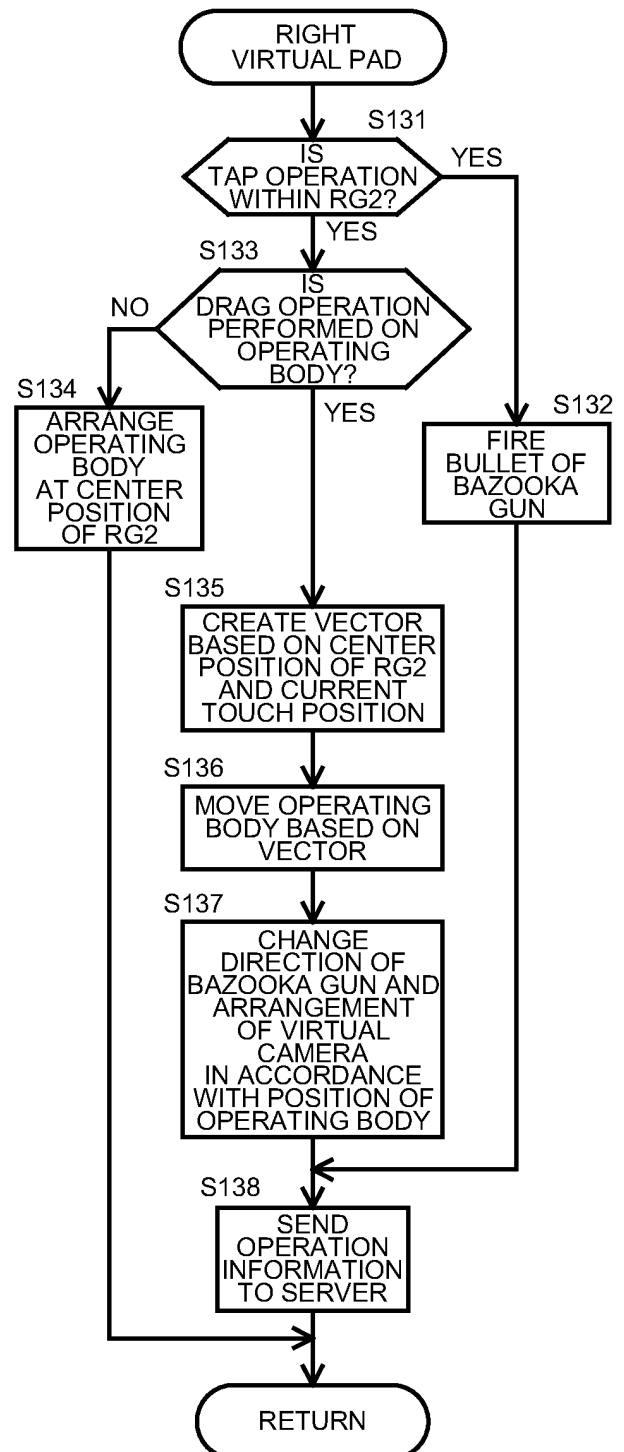 RIGHT
VIRTUAL PAD
S131
IS
TAP OPERATION
WITHIN RG2?
YES
YES
S133
IS
DRAG OPERATION
PERFORMED ON
OPERATING
BODY?
NO
YES
S134
ARRANGE
OPERATING
BODY
AT CENTER
POSITION
OF RG2
S132
FIRE
BULLET OF
BAZOOKA
GUN
S135
CREATE VECTOR
BASED ON CENTER
POSITION OF RG2
AND CURRENT
TOUCH POSITION
S136
MOVE OPERATING
BODY BASED ON
VECTOR
S137
CHANGE
DIRECTION OF
BAZOOKA GUN AND
ARRANGEMENT
OF VIRTUAL
CAMERA
IN ACCORDANCE
WITH POSITION OF
OPERATING BODY
S138
SEND
OPERATION
INFORMATION
TO SERVER
RETURN